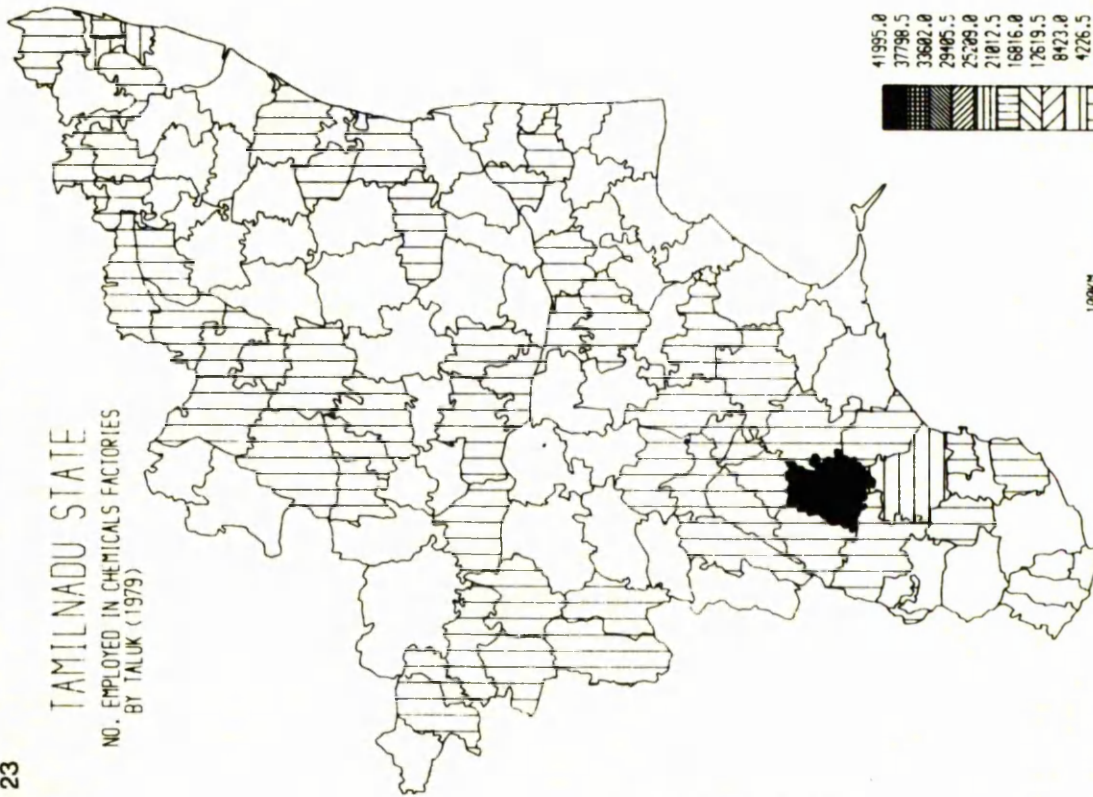 23
TAMILNADU STATE
NO. EMPLOYED IN CHEMICALS FACTORIES
BY TALUK (1979)
41995.0
37798.5
33602.0
29405.5
25209.0
21012.5
16816.0
12619.5
8423.0
4226.5
100KM